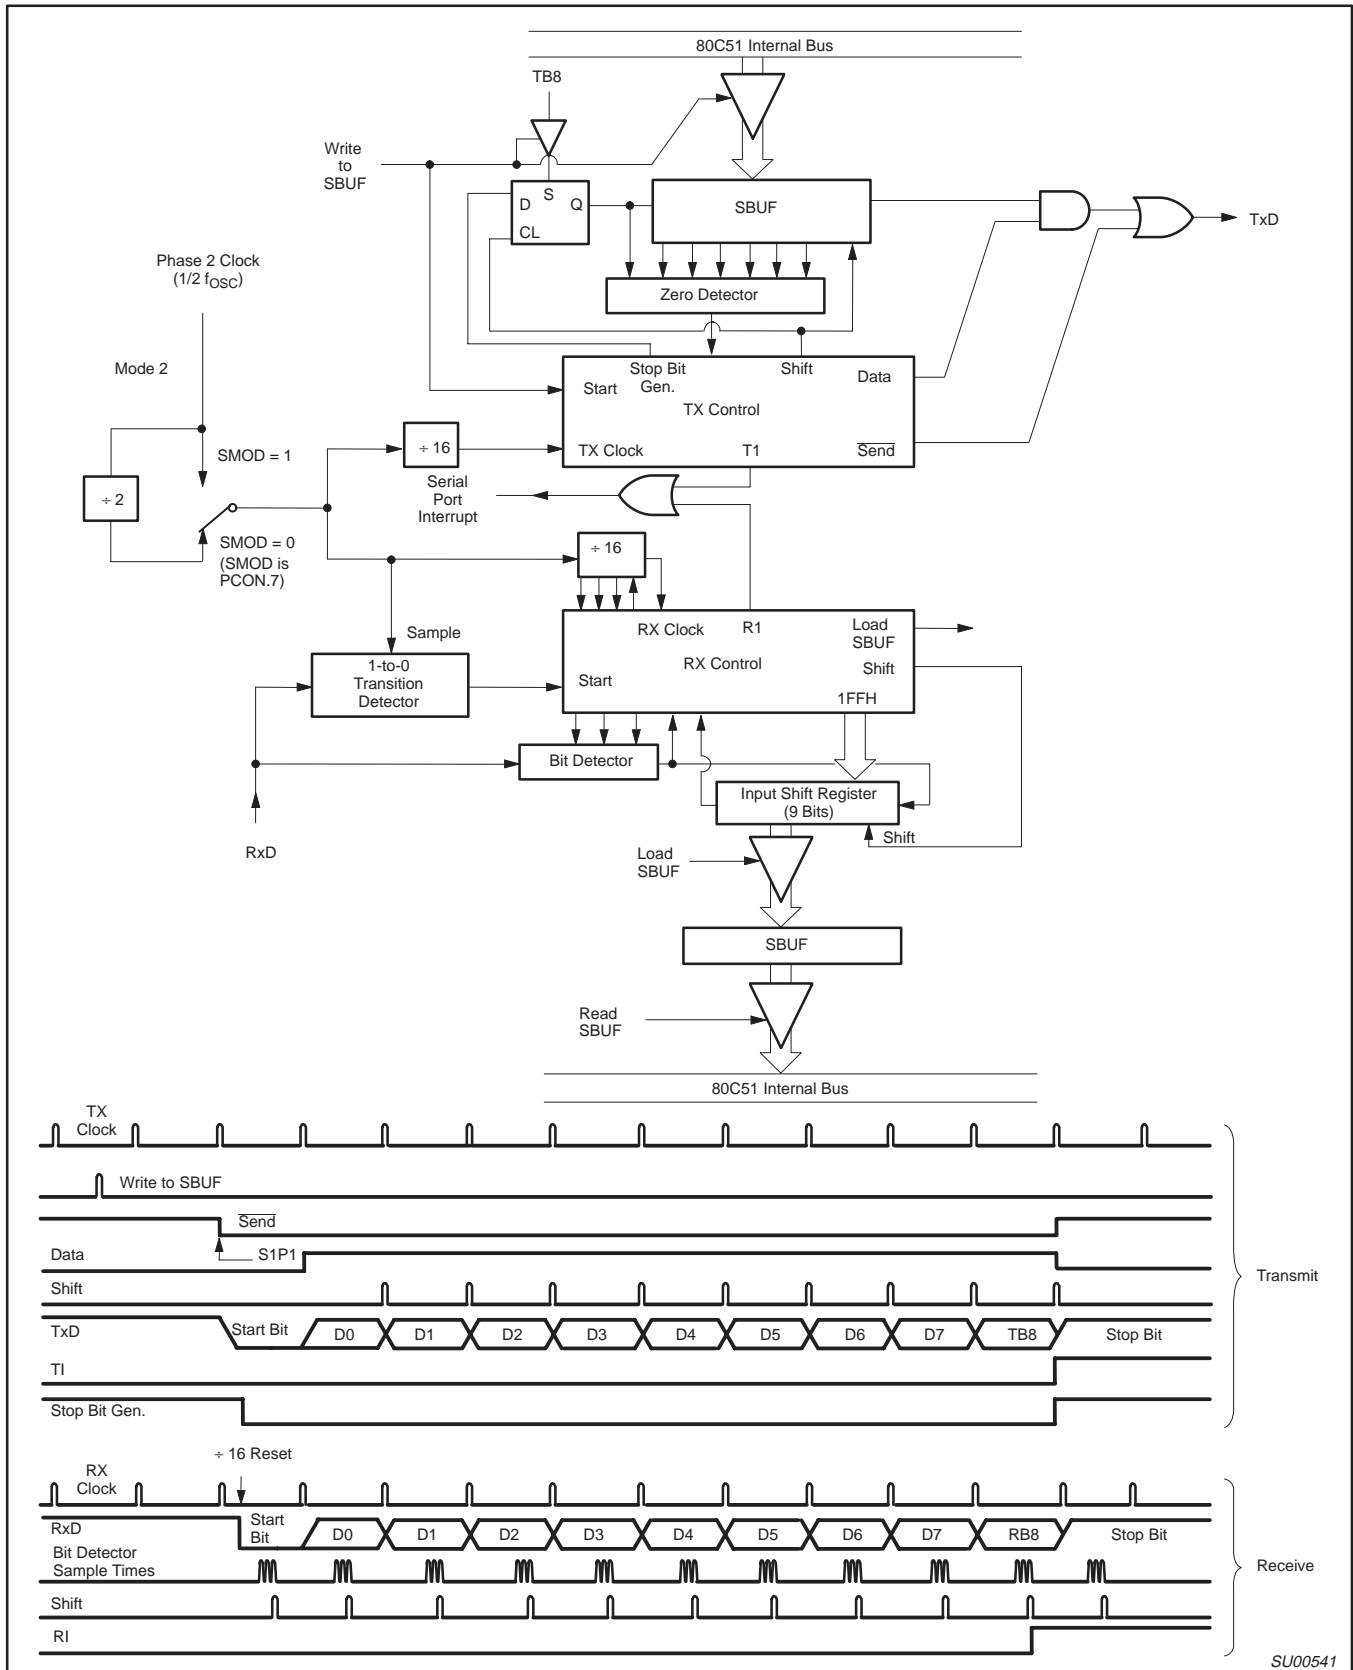 80C51 Internal Bus
TB8
Write
to
SBUF
D
S
Q
CL
SBUF
TxD
Phase 2 Clock
(1/2 fOSC)
Zero Detector
Mode 2
Stop Bit
Gen.
Shift
Data
Start
TX Control
÷ 16
TX Clock
T1
Send
SMOD = 1
÷ 2
Serial
Port
Interrupt
SMOD = 0
(SMOD is
PCON.7)
÷ 16
Sample
RX Clock
R1
Load
SBUF
RX Control
Shift
1-to-0
Transition
Detector
Start
1FFH
Bit Detector
Input Shift Register
(9 Bits)
Shift
RxD
Load
SBUF
SBUF
Read
SBUF
80C51 Internal Bus
TX
Clock
Write to SBUF
Send
Data
S1P1
Shift
Transmit
TxD
Start Bit
D0
D1
D2
D3
D4
D5
D6
D7
TB8
Stop Bit
TI
Stop Bit Gen.
÷ 16 Reset
RX
Clock
RxD
Start
Bit
D0
D1
D2
D3
D4
D5
D6
D7
RB8
Stop Bit
Bit Detector
Sample Times
Receive
Shift
RI
SU00541